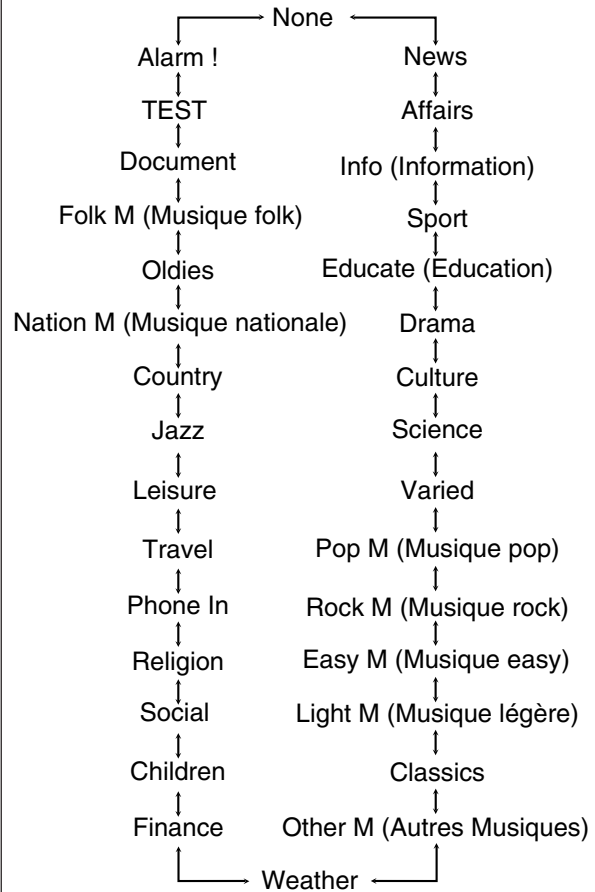 None
Alarm !
News
TEST
Affairs
Document
Info (Information)
Folk M (Musique folk)
Sport
Oldies
Educate (Education)
Nation M (Musique nationale)
Drama
Country
Culture
Jazz
Science
Leisure
Varied
Travel
Pop M (Musique pop)
Phone In
Rock M (Musique rock)
Religion
Easy M (Musique easy)
Social
Light M (Musique légère)
Children
Classics
Finance
Other M (Autres Musiques)
Weather